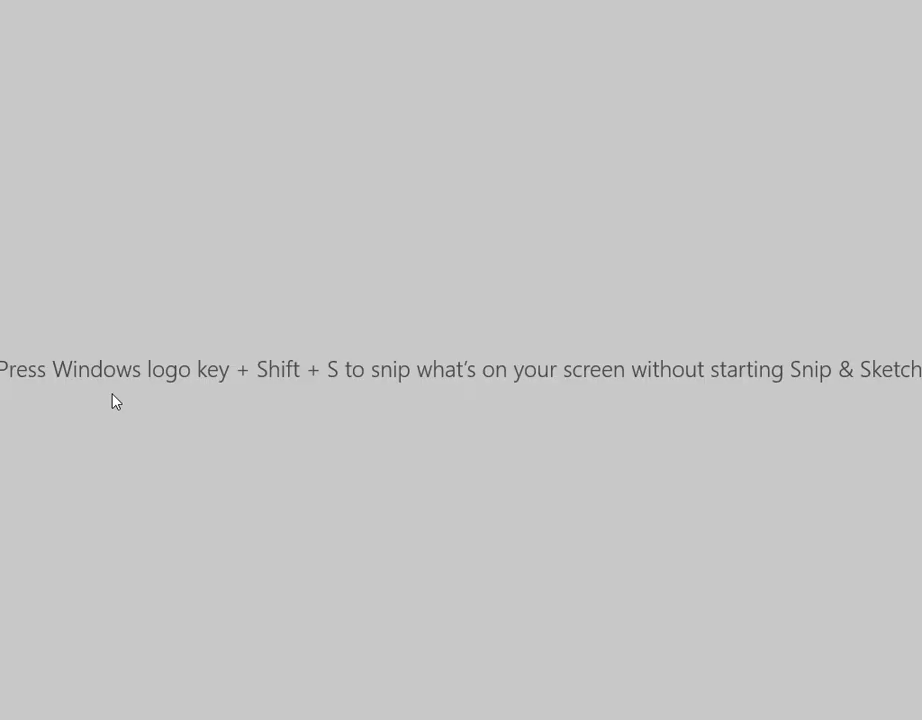 Press Windows logo key + Shift + S to snip what’s on your screen without starting Snip & Sketch